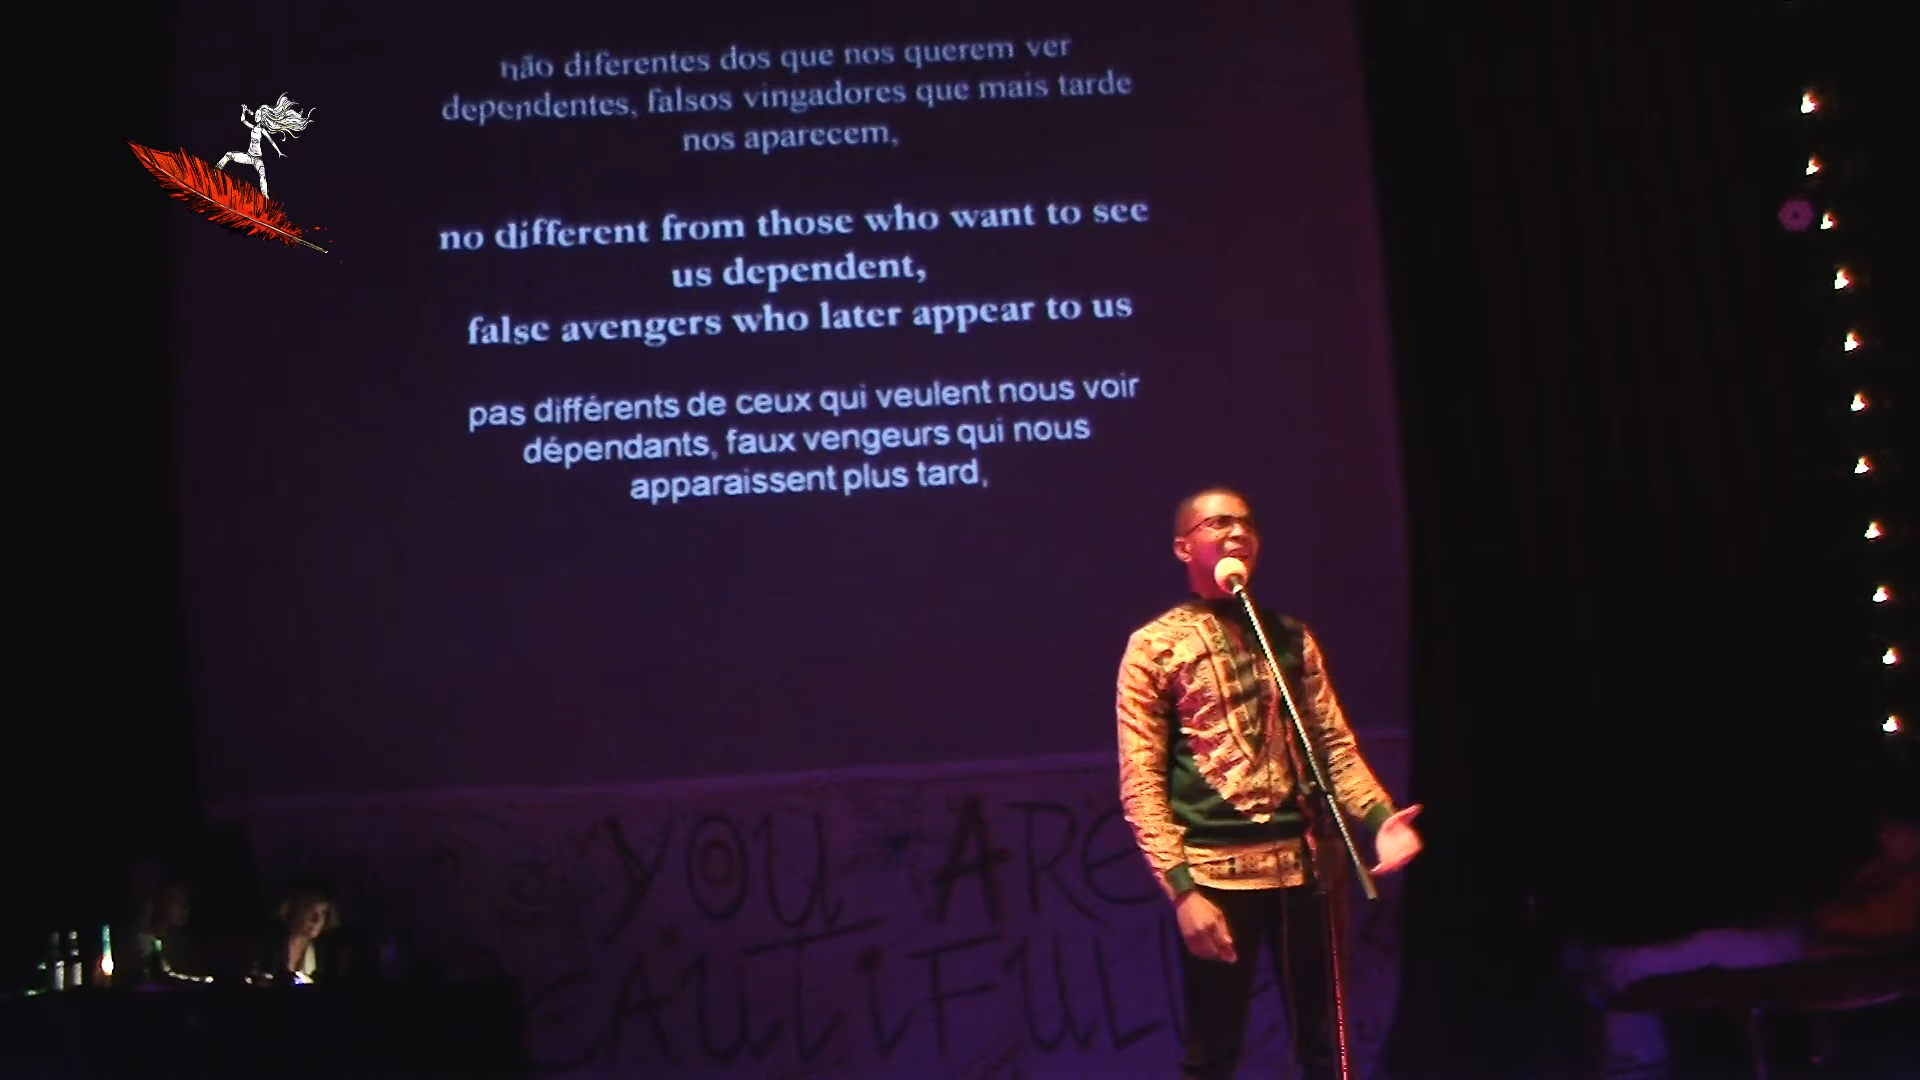 não diferentes dos que nos querem ver
dependentes, falsos vingadores que mais tarde
nos aparecem,
no different from those who want to see
us dependent,
false avengers who later appear to us
pas différents de ceux qui veulent nous voir
dépendants, faux vengeurs qui nous
apparaissent plus tard,
YOU ARE
EAUTiFUL